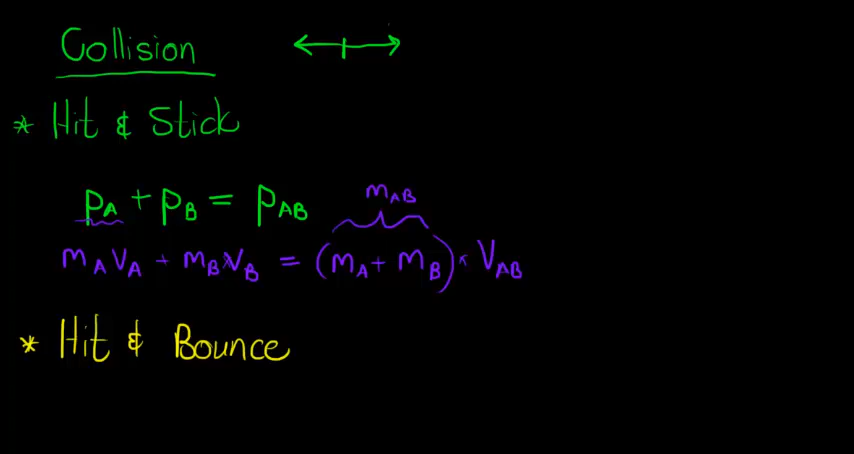 Collision
* Hit & Stick
m_AB
p_A + p_B = p_AB
m_A v_A + m_B × v_B = (m_A + m_B) × v_AB
* Hit & Bounce